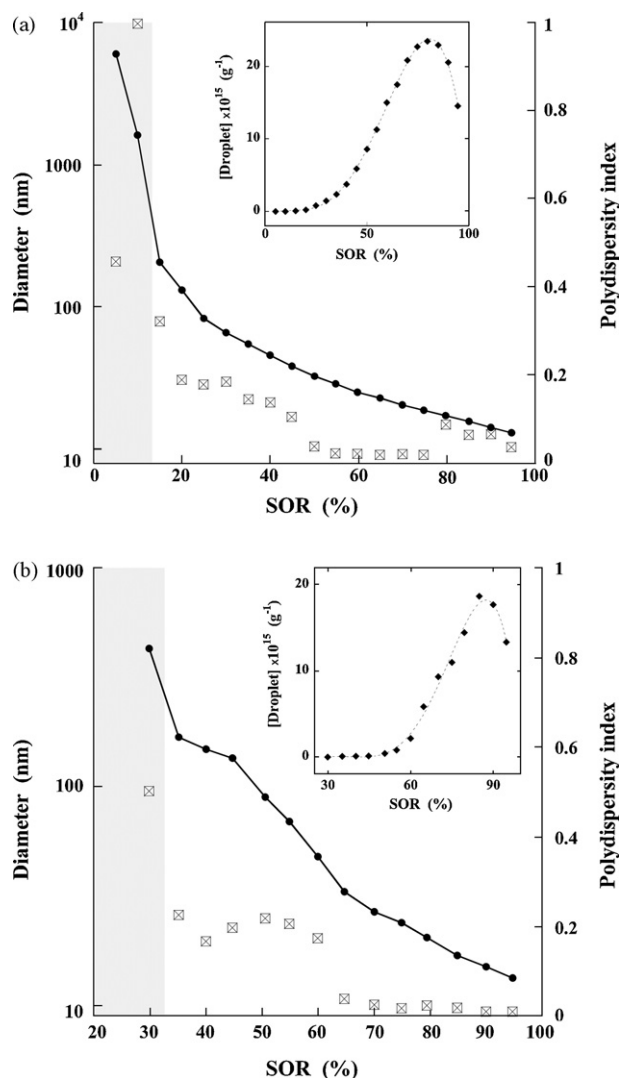 (a)
10⁴
1000
100
10
Diameter (nm)
0 20 40 60 80 100
SOR (%)
1
0.8
0.6
0.4
0.2
0
Polydispersity index
[Droplet] x10¹⁵ (g⁻¹)
20
10
0
0 50 100
SOR (%)
(b)
1000
100
10
Diameter (nm)
20 30 40 50 60 70 80 90 100
SOR (%)
1
0.8
0.6
0.4
0.2
0
Polydispersity index
[Droplet] x10¹⁵ (g⁻¹)
20
10
0
30 60 90
SOR (%)